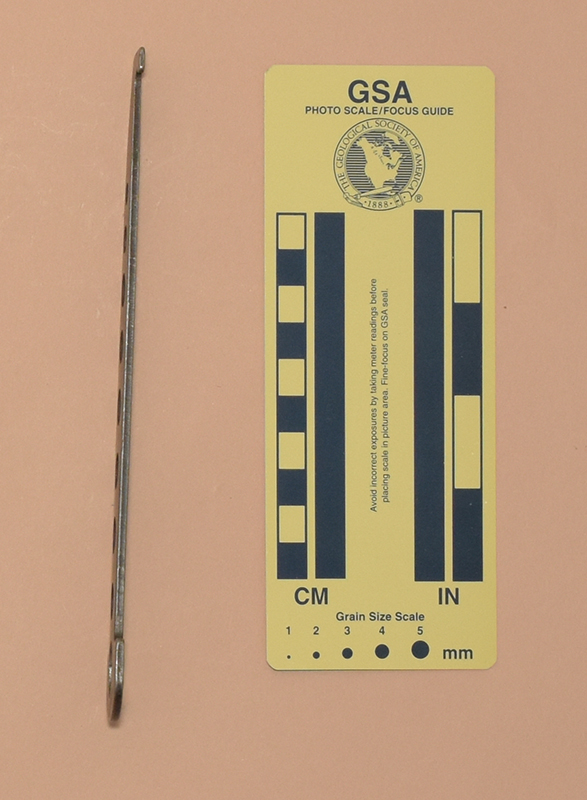 GSA
PHOTO SCALE/FOCUS GUIDE
THE GEOLOGICAL SOCIETY OF AMERICA
• 1888 •
®
Avoid incorrect exposures by taking meter readings before
placing scale in picture area. Fine-focus on GSA seal.
CM IN
Grain Size Scale
1 2 3 4 5
mm